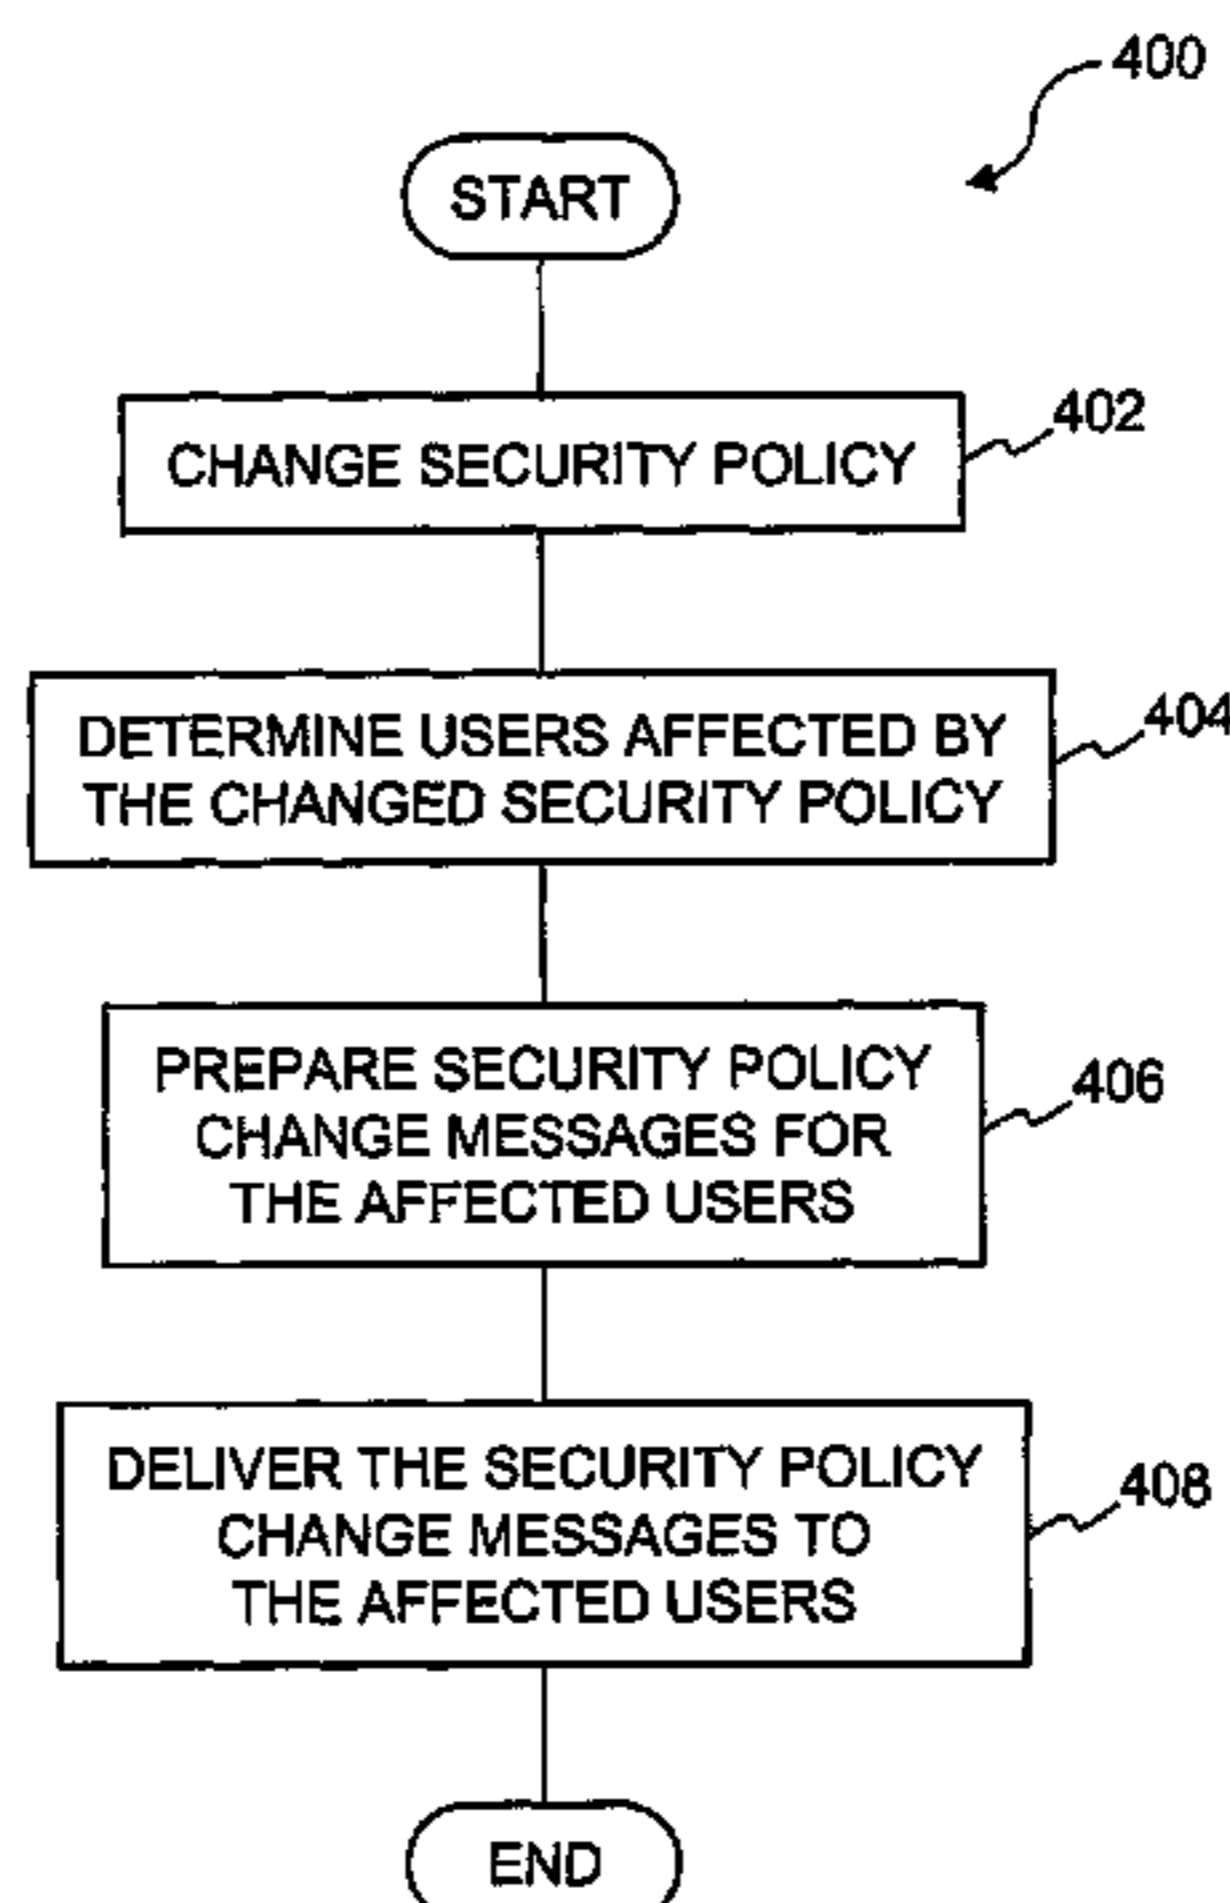 400
START
CHANGE SECURITY POLICY
402
DETERMINE USERS AFFECTED BY
THE CHANGED SECURITY POLICY
404
PREPARE SECURITY POLICY
CHANGE MESSAGES FOR
THE AFFECTED USERS
406
DELIVER THE SECURITY POLICY
CHANGE MESSAGES TO
THE AFFECTED USERS
408
END